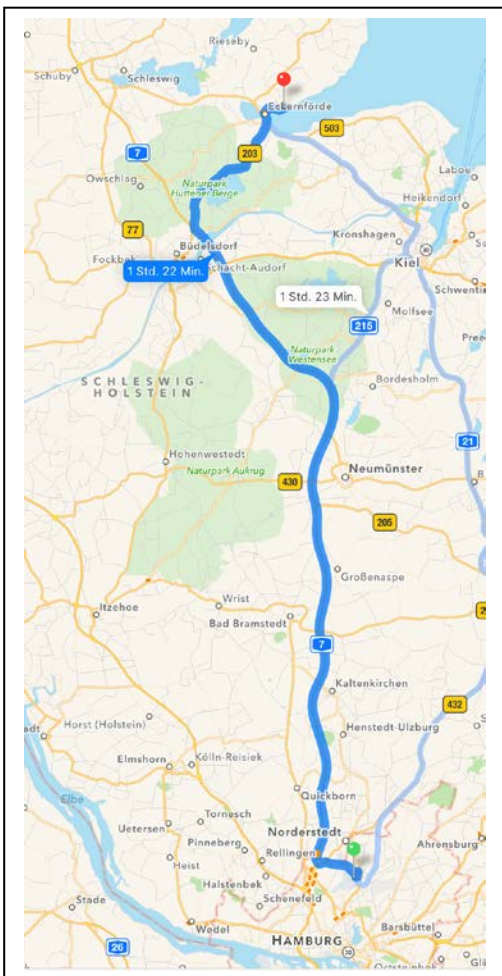 Rieseby
Schuby
Schleswig
Eckernförde
503
7
203
Laboe
Owschlag
Naturpark
Hüttener Berge
Heikendorf
77
Kronshagen
Fockbek
Büdelsdorf
Kiel
1 Std. 22 Min.
Schacht-Audorf
1 Std. 23 Min.
Molfsee
215
Naturpark
Westensee
Bordesholm
SCHLESWIG-
HOLSTEIN
21
Hohenwestedt
Naturpark Aukrug
Neumünster
430
205
Großenaspe
Itzehoe
Wrist
Bad Bramstedt
7
Kaltenkirchen
432
Horst (Holstein)
Henstedt-Ulzburg
Elmshorn
Kölln-Reisiek
Elbe
Quickborn
Uetersen
Tornesch
Norderstedt
Pinneberg
Rellingen
Ahrensburg
Heist
Halstenbek
Schenefeld
Stade
Wedel
Barsbüttel
26
HAMBURG